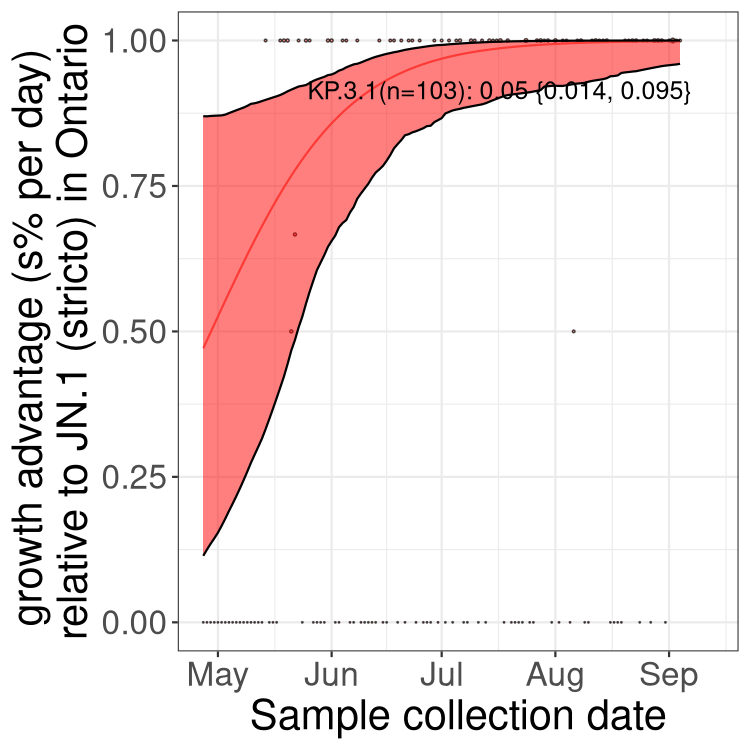 growth advantage (s% per day)
relative to JN.1 (stricto) in Ontario
1.00
0.75
0.50
0.25
0.00
KP.3.1(n=103): 0.05 {0.014, 0.095}
May Jun Jul Aug Sep
Sample collection date